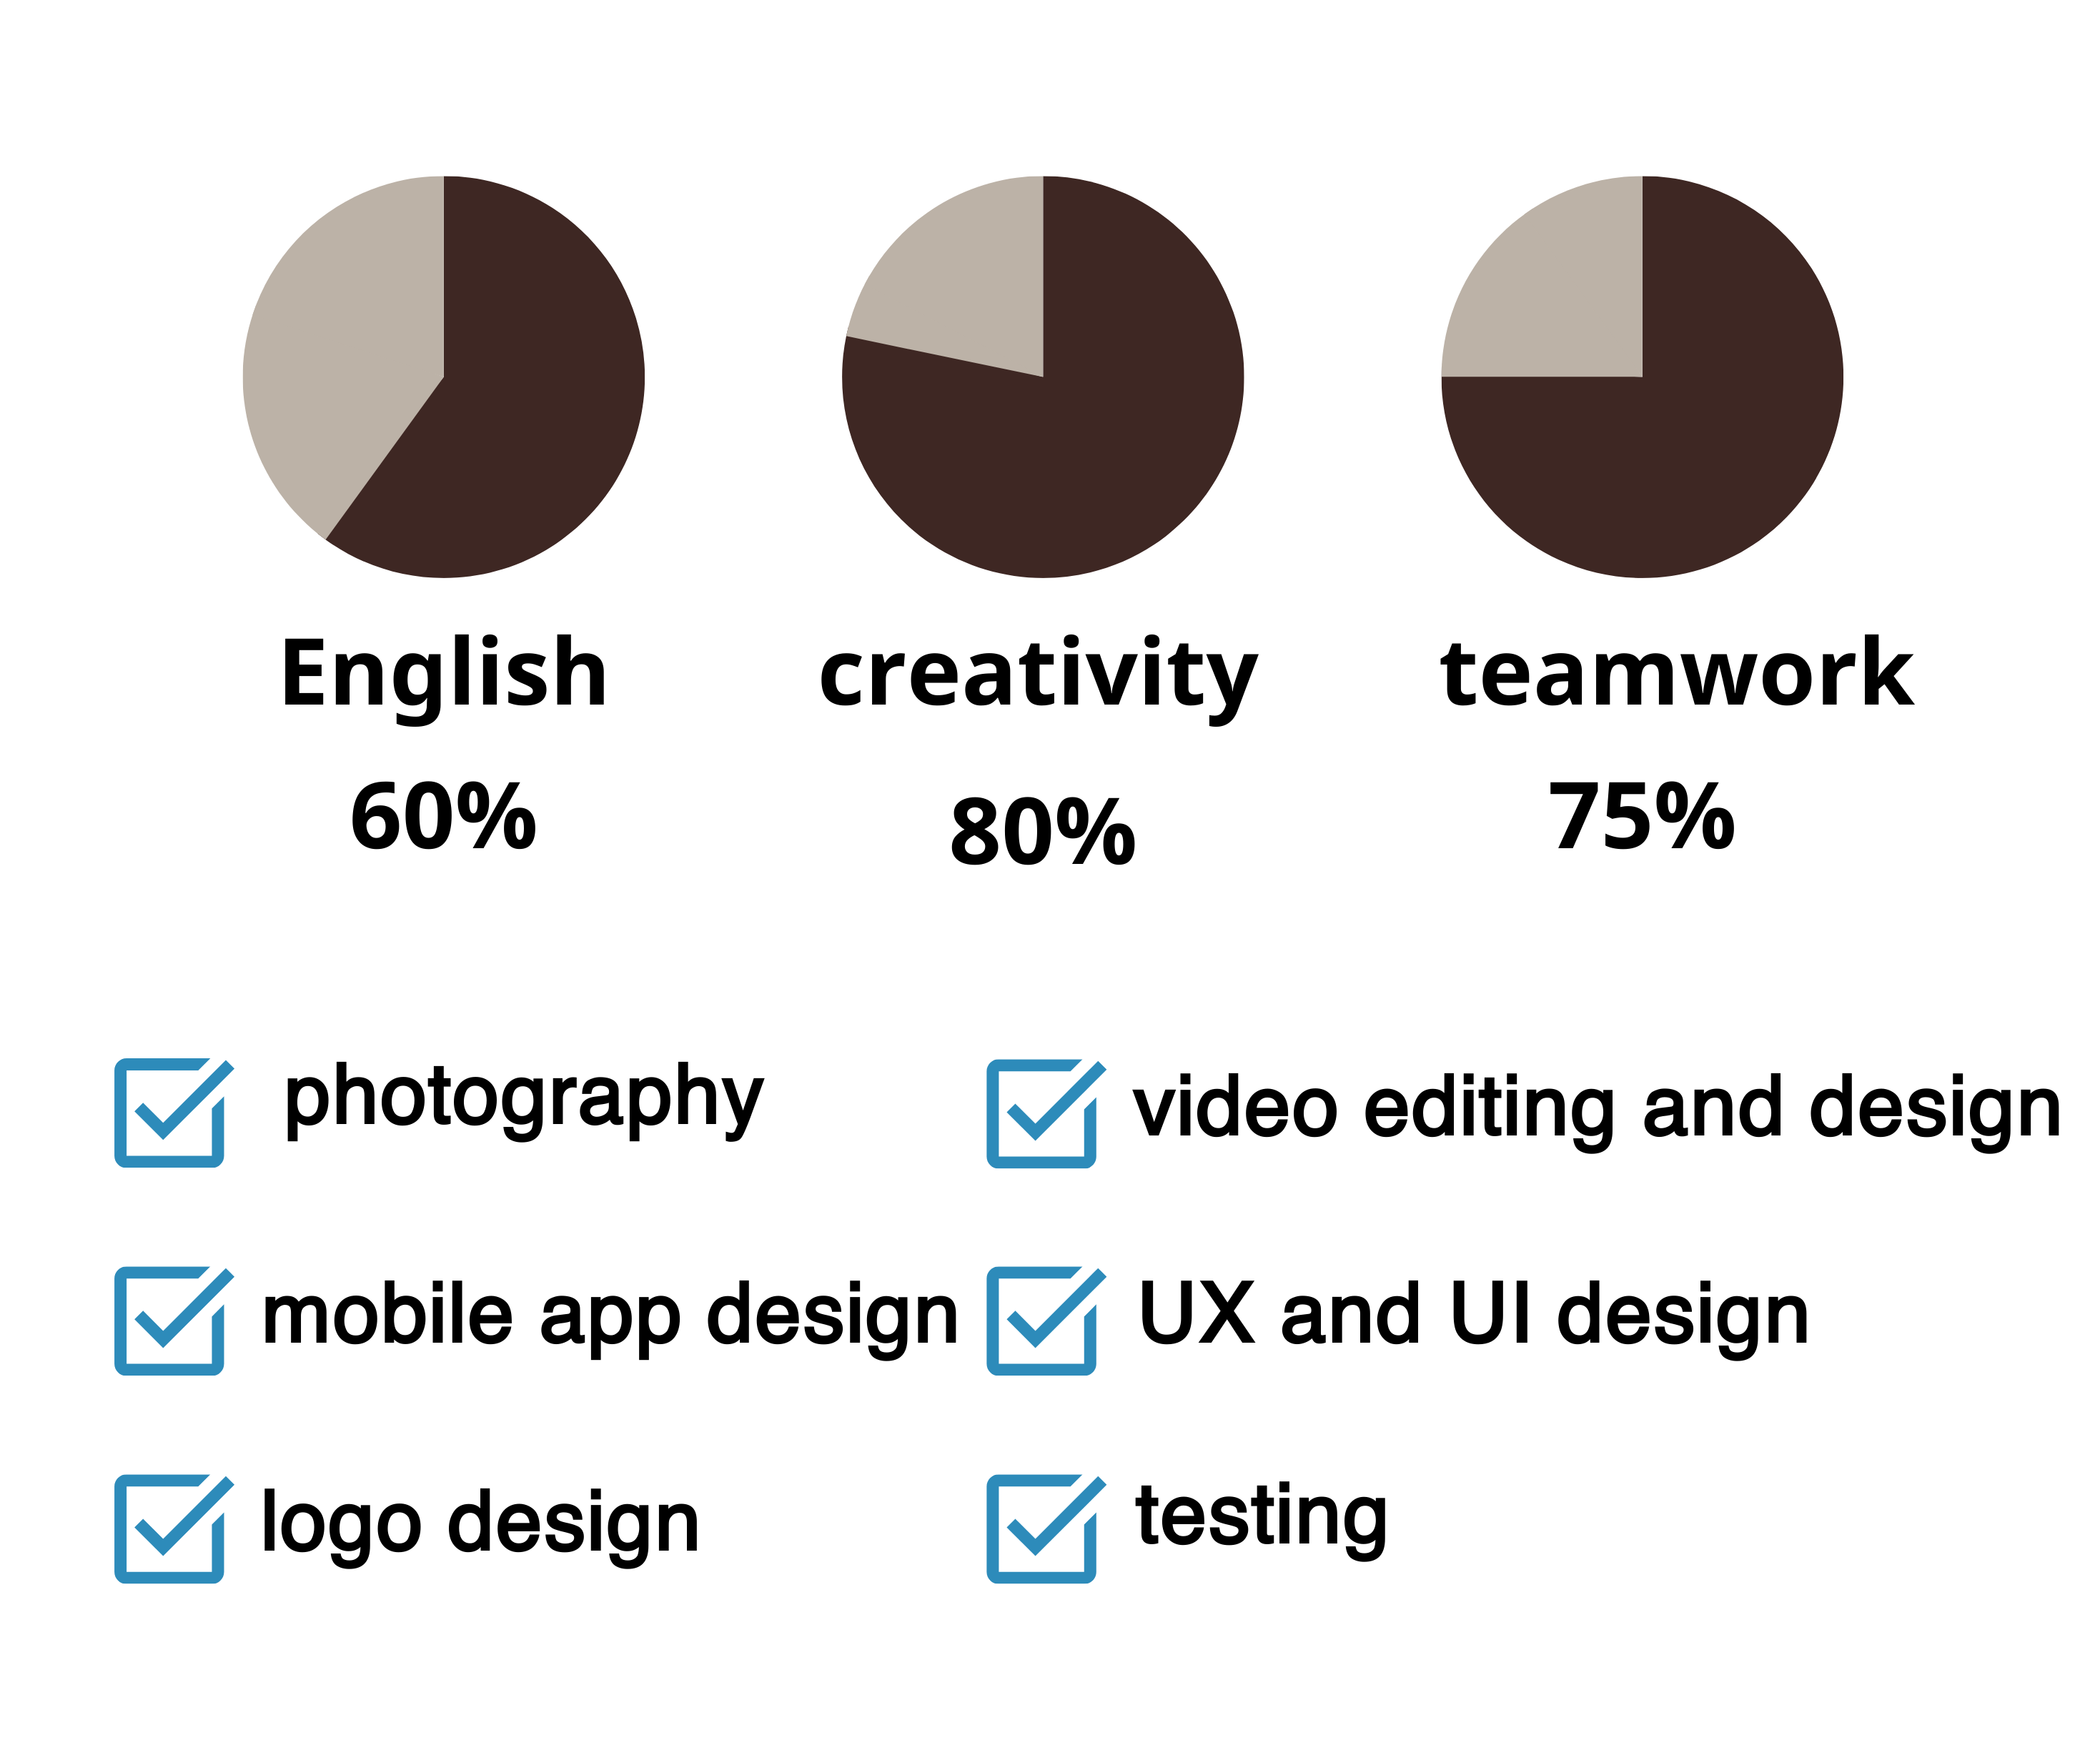 English
creativity
teamwork
60%
80%
75%
photography
video editing and design
mobile app design
UX and UI design
logo design
testing